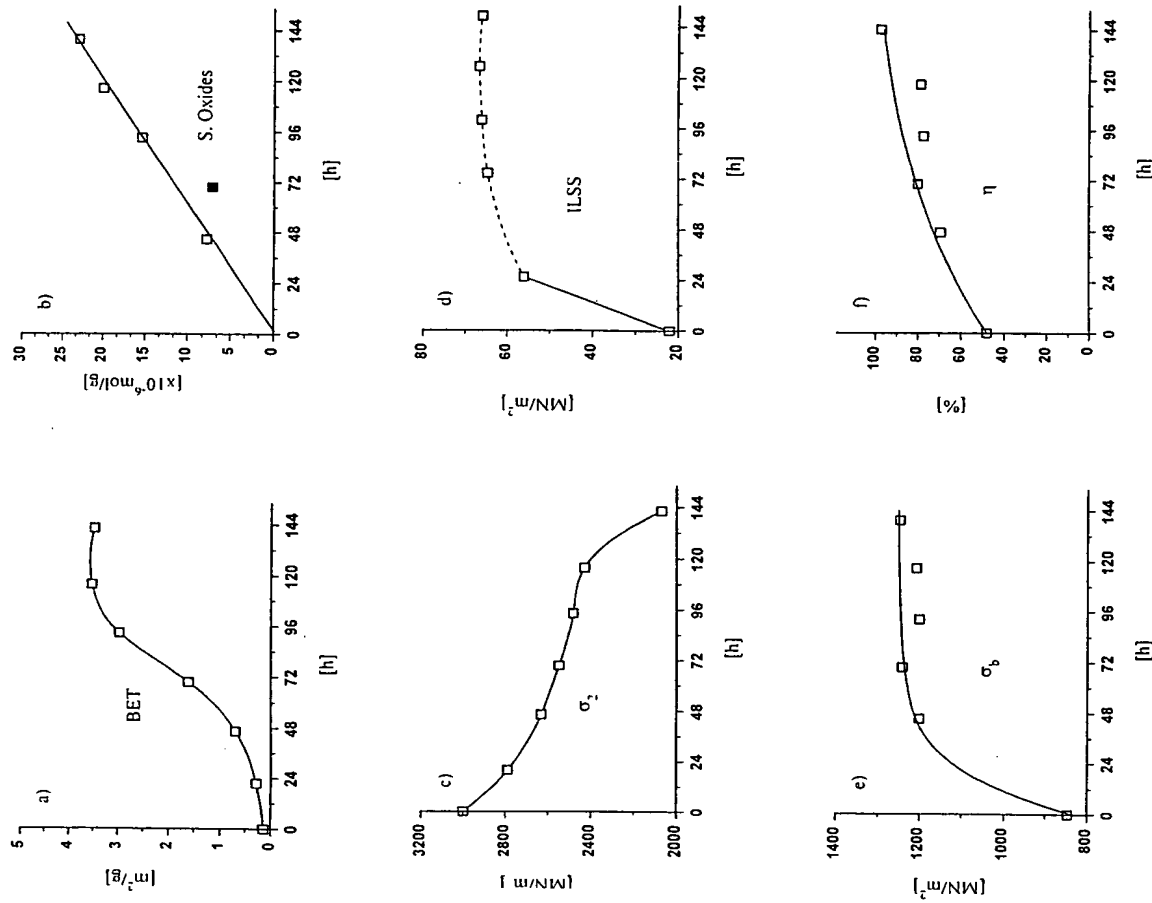 a)
[m²/g]
5
4
3
2
1
0
BET
0 24 48 72 96 120 144
[h]
b)
[x10⁻⁶mol/g]
30
25
20
15
10
5
0
S. Oxides
0 24 48 72 96 120 144
[h]
c)
[MN/m ]
3200
2800
2400
2000
σ₂
0 24 48 72 96 120 144
[h]
d)
[MN/m²]
80
60
40
20
ILSS
0 24 48 72 96 120 144
[h]
e)
[MN/m²]
1400
1200
1000
800
σb
0 24 48 72 96 120 144
[h]
f)
[%]
100
80
60
40
20
0
η
0 24 48 72 96 120 144
[h]